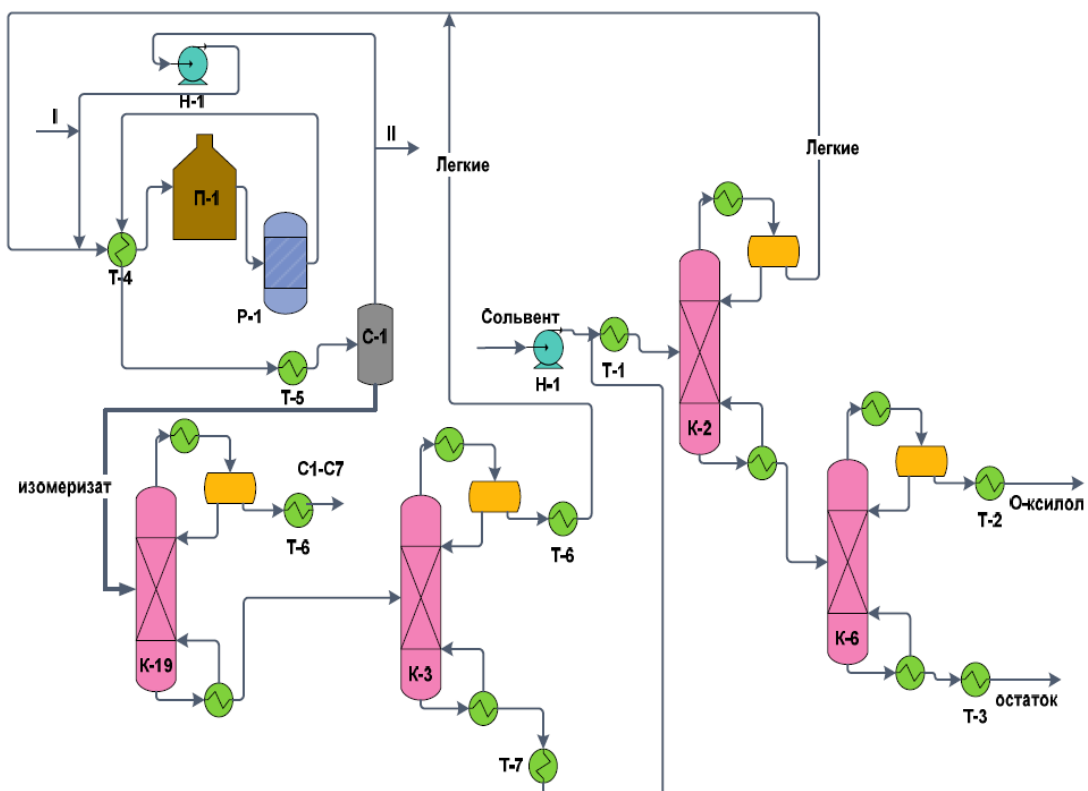 Н-1
I
II
П-1
Легкие
Легкие
Т-4
Р-1
С-1
Сольвент
Т-5
Н-1
Т-1
К-2
изомеризат
С1-С7
Т-6
Т-6
Т-2
О-ксилол
К-19
К-3
К-6
Т-3
остаток
Т-7